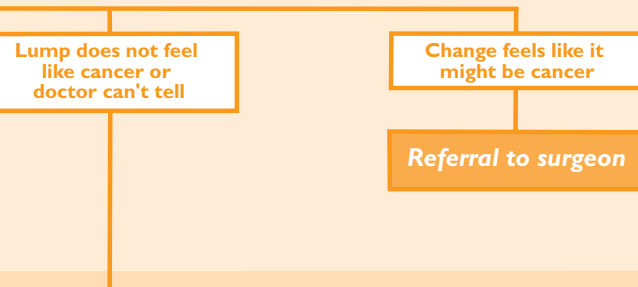 Lump does not feel
like cancer or
doctor can't tell
Change feels like it
might be cancer
Referral to surgeon